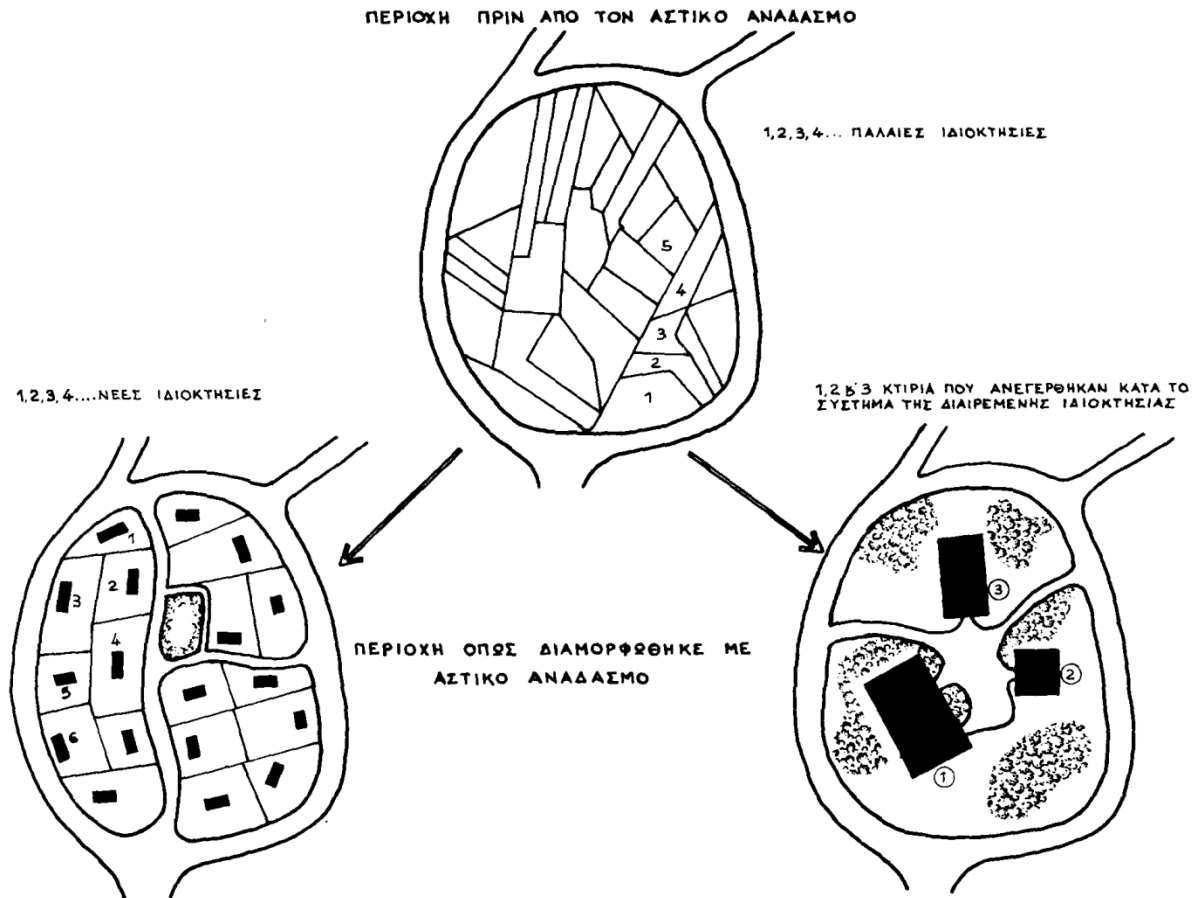 ΠΕΡΙΟΧΗ ΠΡΙΝ ΑΠΟ ΤΟΝ ΑΣΤΙΚΟ ΑΝΑΔΑΣΜΟ
1,2,3,4... ΠΑΛΑΙΕΣ ΙΔΙΟΚΤΗΣΙΕΣ
5
4
3
2
1
1,2,3,4....ΝΕΕΣ ΙΔΙΟΚΤΗΣΙΕΣ
1,2 & 3 ΚΤΙΡΙΑ ΠΟΥ ΑΝΕΓΕΡΘΗΚΑΝ ΚΑΤΑ ΤΟ
ΣΥΣΤΗΜΑ ΤΗΣ ΔΙΑΙΡΕΜΕΝΗΣ ΙΔΙΟΚΤΗΣΙΑΣ
1
2
3
4
5
6
ΠΕΡΙΟΧΗ ΟΠΩΣ ΔΙΑΜΟΡΦΩΘΗΚΕ ΜΕ
ΑΣΤΙΚΟ ΑΝΑΔΑΣΜΟ
3
2
1